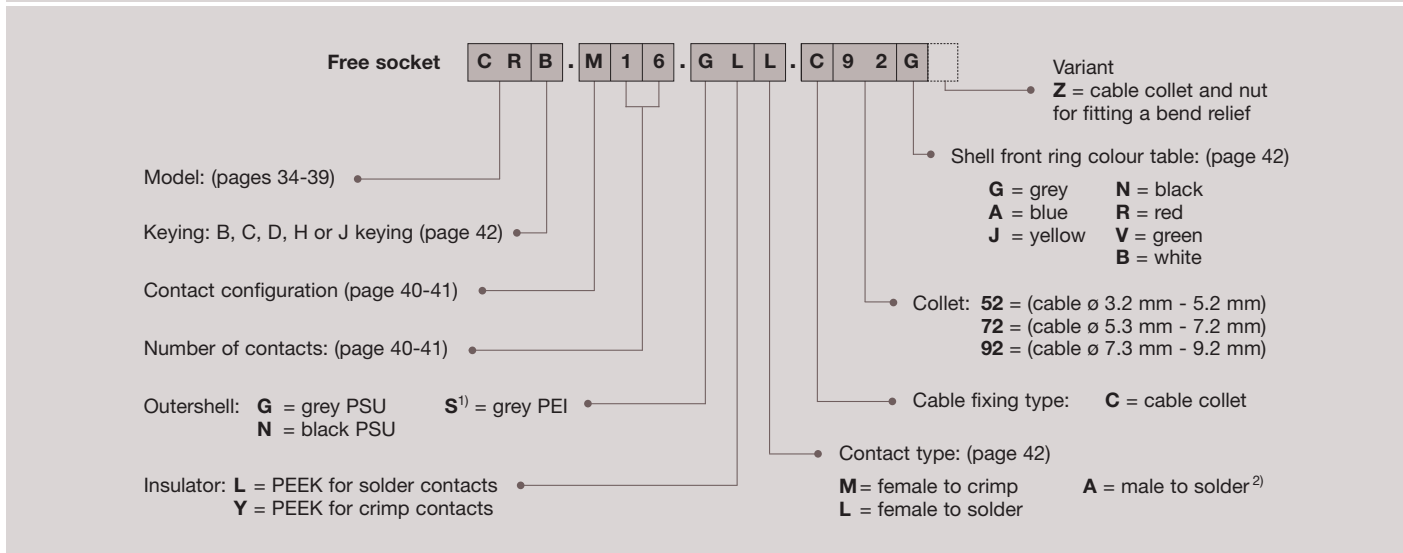 Free socket C R B . M 1 6 . G L L . C 9 2 G
Variant
Z = cable collet and nut
for fitting a bend relief
Shell front ring colour table: (page 42)
G = grey N = black
A = blue R = red
J = yellow V = green
B = white
Model: (pages 34-39)
Keying: B, C, D, H or J keying (page 42)
Contact configuration (page 40-41)
Number of contacts: (page 40-41)
Collet: 52 = (cable ø 3.2 mm - 5.2 mm)
72 = (cable ø 5.3 mm - 7.2 mm)
92 = (cable ø 7.3 mm - 9.2 mm)
Outershell: G = grey PSU S1) = grey PEI
N = black PSU
Cable fixing type: C = cable collet
Insulator: L = PEEK for solder contacts
Y = PEEK for crimp contacts
Contact type: (page 42)
M = female to crimp A = male to solder 2)
L = female to solder